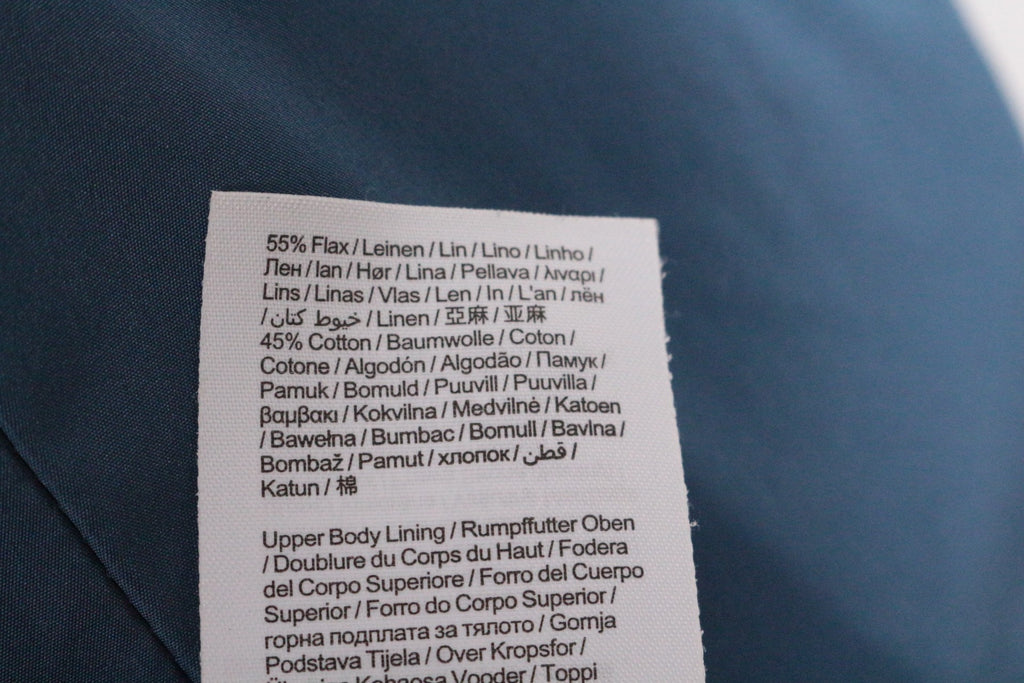 55% Flax / Leinen / Lin / Lino / Linho /
Лен / lan / Hør / Lina / Pellava / λιναρι /
Lins / Linas / Vlas / Len / In / L'an / лён
/ خيوط كتان / Linen / 亞麻 / 亚麻
45% Cotton / Baumwolle / Coton /
Cotone / Algodón / Algodão / Памук /
Pamuk / Bomuld / Puuvill / Puuvilla /
βαμβακι / Kokvilna / Medvilnė / Katoen
/ Bawełna / Bumbac / Bomull / Bavlna /
Bombaž / Pamut / хлопок / قطن /
Katun / 棉
Upper Body Lining / Rumpffutter Oben
/ Doublure du Corps du Haut / Fodera
del Corpo Superiore / Forro del Cuerpo
Superior / Forro do Corpo Superior /
горна подплата за тялото / Gornja
Podstava Tijela / Over Kropsfor /
Vooder / Toppi